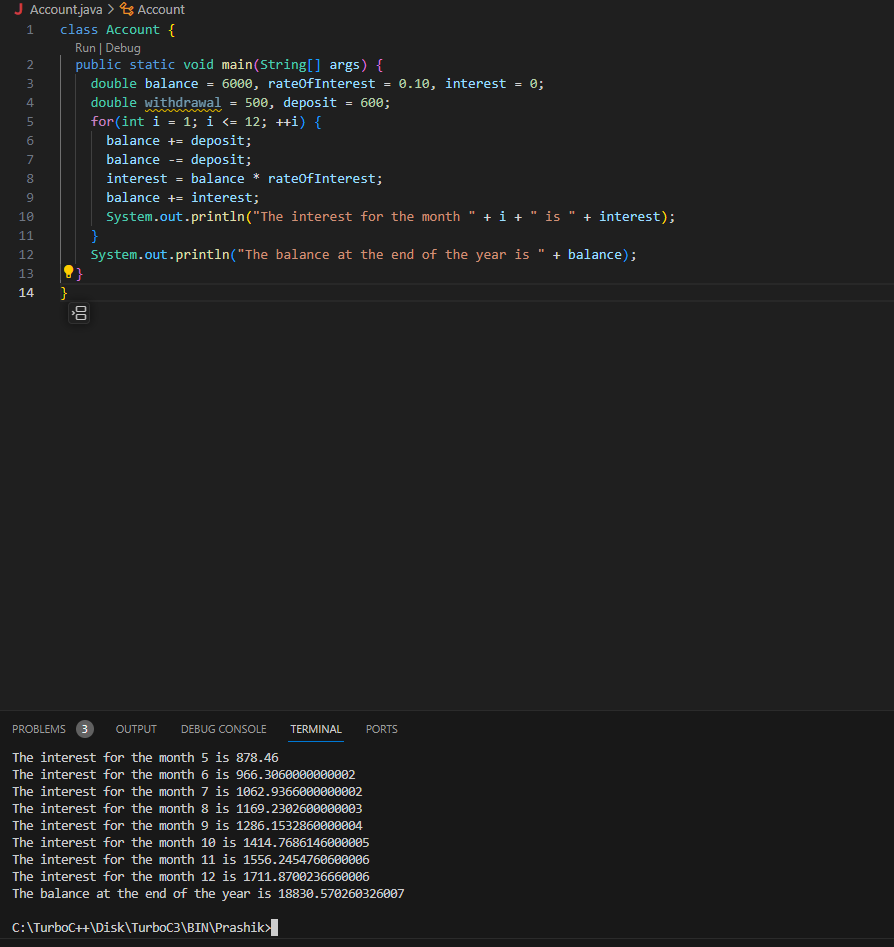 Account.java > Account
1 class Account {
Run | Debug
2 public static void main(String[] args) {
3 double balance = 6000, rateOfInterest = 0.10, interest = 0;
4 double withdrawal = 500, deposit = 600;
5 for(int i = 1; i <= 12; ++i) {
6 balance += deposit;
7 balance -= deposit;
8 interest = balance * rateOfInterest;
9 balance += interest;
10 System.out.println("The interest for the month " + i + " is " + interest);
11 }
12 System.out.println("The balance at the end of the year is " + balance);
13 }
14 }
PROBLEMS 3 OUTPUT DEBUG CONSOLE TERMINAL PORTS
The interest for the month 5 is 878.46
The interest for the month 6 is 966.3060000000002
The interest for the month 7 is 1062.9366000000002
The interest for the month 8 is 1169.2302600000003
The interest for the month 9 is 1286.1532860000004
The interest for the month 10 is 1414.7686146000005
The interest for the month 11 is 1556.2454760600006
The interest for the month 12 is 1711.8700236660006
The balance at the end of the year is 18830.570260326007
C:\TurboC++\Disk\TurboC3\BIN\Prashik>